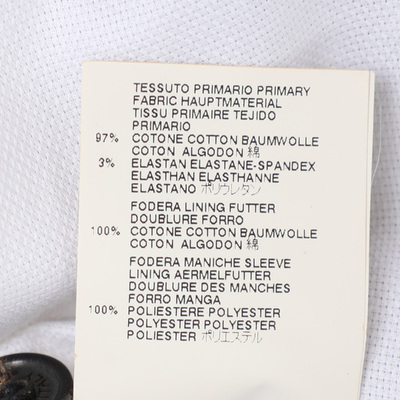 TESSUTO PRIMARIO PRIMARY
FABRIC HAUPTMATERIAL
TISSU PRIMAIRE TEJIDO
PRIMARIO
97% COTONE COTTON BAUMWOLLE
COTON ALGODON 綿
3% ELASTAN ELASTANE-SPANDEX
ELASTHAN ELASTHANNE
ELASTANO ポリウレタン
FODERA LINING FUTTER
DOUBLURE FORRO
100% COTONE COTTON BAUMWOLLE
COTON ALGODON 綿
FODERA MANICHE SLEEVE
LINING AERMELFUTTER
DOUBLURE DES MANCHES
FORRO MANGA
100% POLIESTERE POLYESTER
POLYESTER POLYESTER
POLIESTER ポリエステル